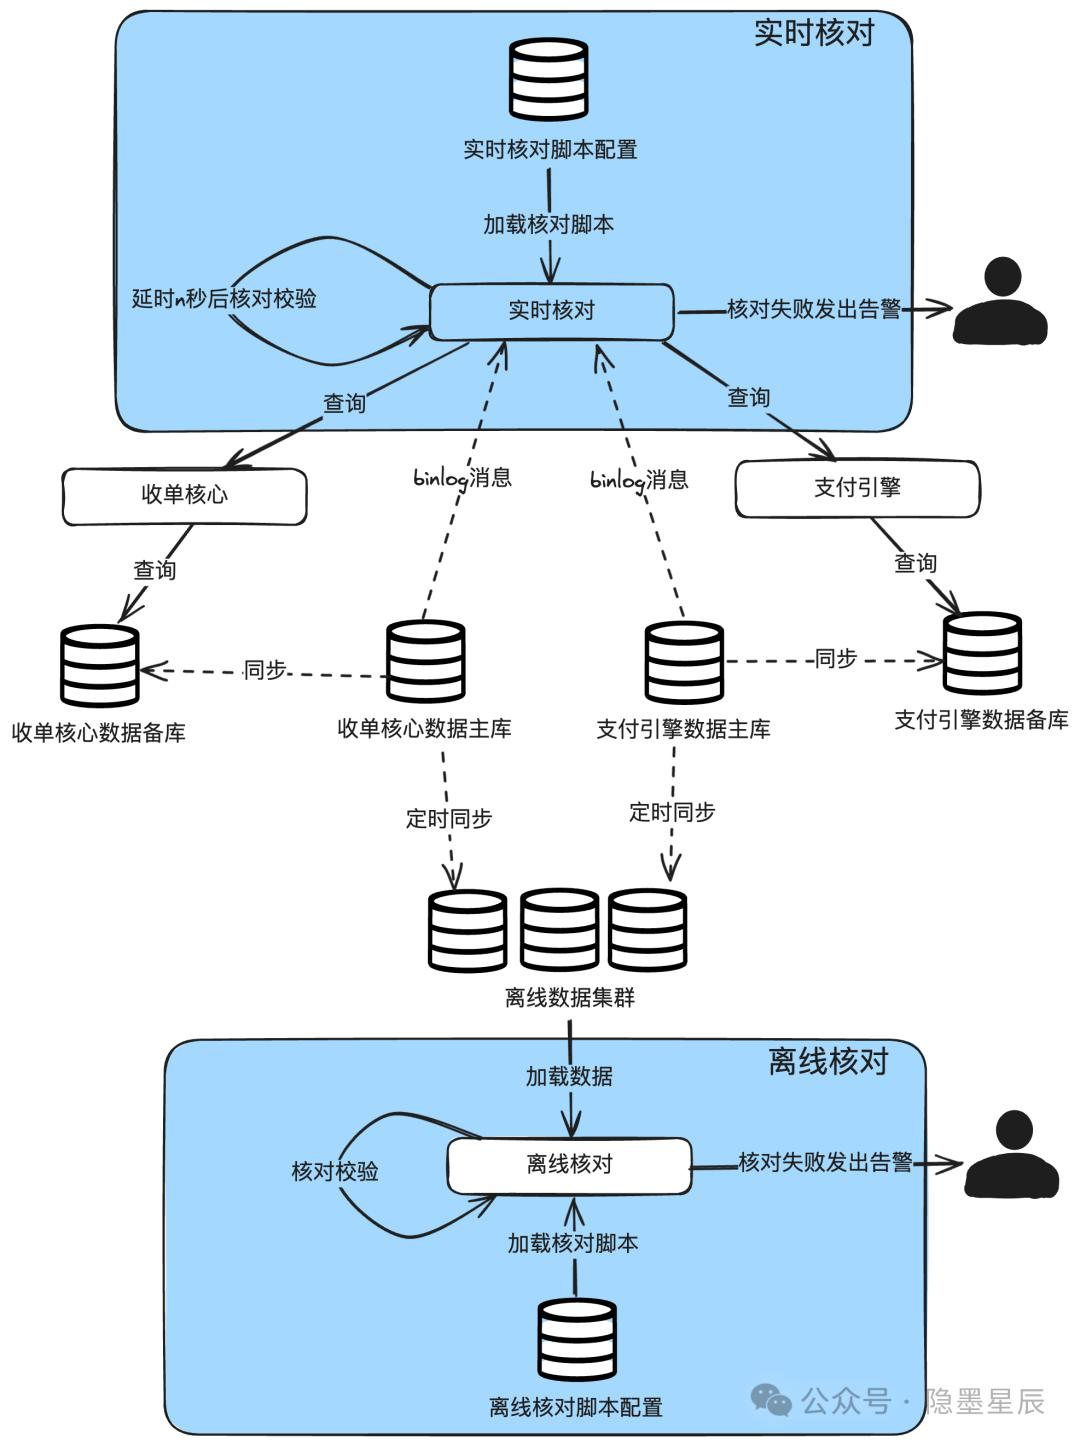 实时核对
实时核对脚本配置
加载核对脚本
延时n秒后核对校验
实时核对
核对失败发出告警
查询
查询
binlog消息
binlog消息
收单核心
支付引擎
查询
查询
同步
同步
收单核心数据备库
收单核心数据主库
支付引擎数据主库
支付引擎数据备库
定时同步
定时同步
离线数据集群
离线核对
加载数据
核对校验
离线核对
核对失败发出告警
加载核对脚本
离线核对脚本配置
公众号 · 隐墨星辰